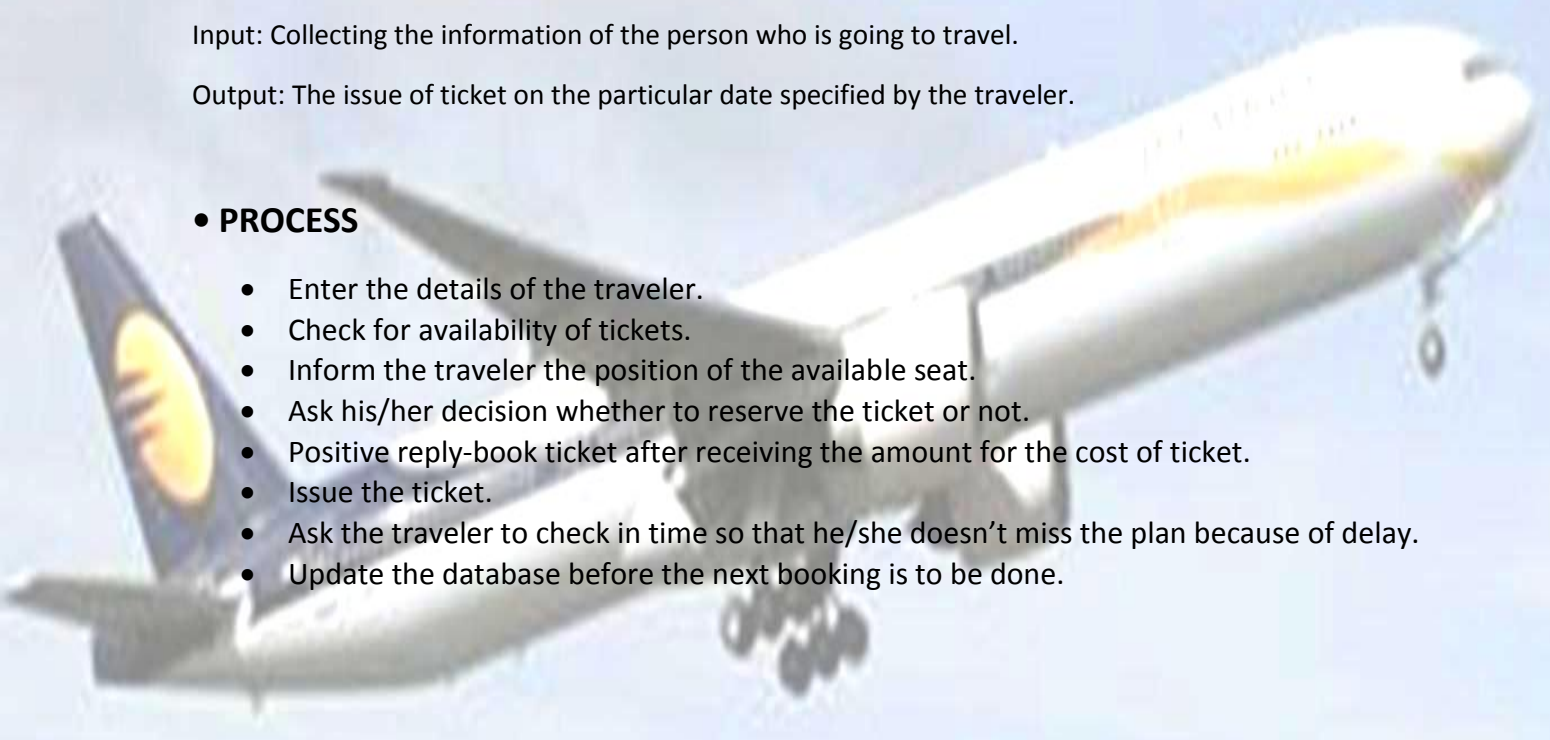 Input: Collecting the information of the person who is going to travel.
Output: The issue of ticket on the particular date specified by the traveler.
• PROCESS
• Enter the details of the traveler.
• Check for availability of tickets.
• Inform the traveler the position of the available seat.
• Ask his/her decision whether to reserve the ticket or not.
• Positive reply-book ticket after receiving the amount for the cost of ticket.
• Issue the ticket.
• Ask the traveler to check in time so that he/she doesn’t miss the plan because of delay.
• Update the database before the next booking is to be done.